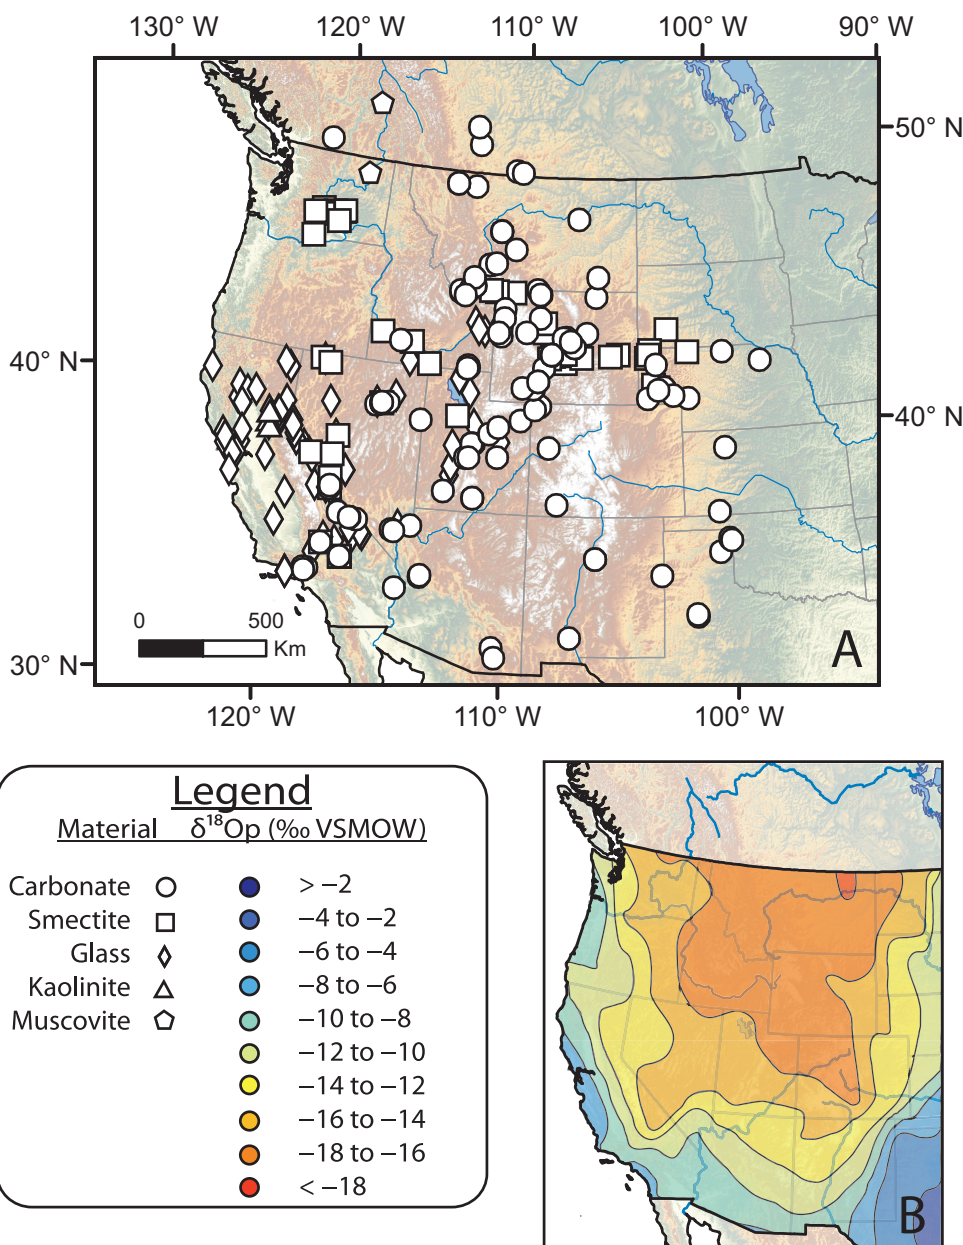 130° W 120° W 110° W 100° W 90° W
50° N
40° N
40° N
0 500
Km
A
30° N
120° W 110° W 100° W
Legend
Material δ¹⁸Op (‰ VSMOW)
Carbonate > −2
Smectite −4 to −2
Glass −6 to −4
Kaolinite −8 to −6
Muscovite −10 to −8
−12 to −10
−14 to −12
−16 to −14
−18 to −16
< −18
B